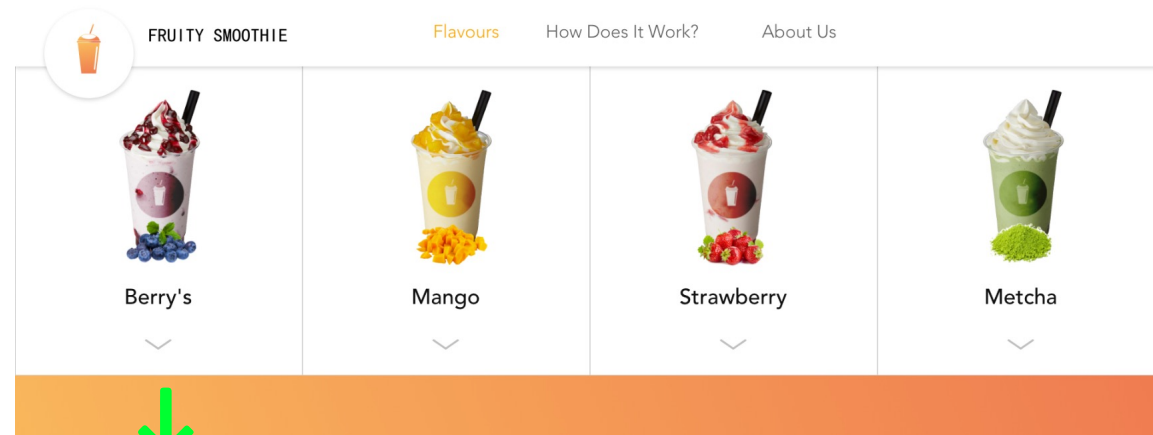 FRUITY SMOOTHIE
Flavours How Does It Work? About Us
Berry's Mango Strawberry Metcha